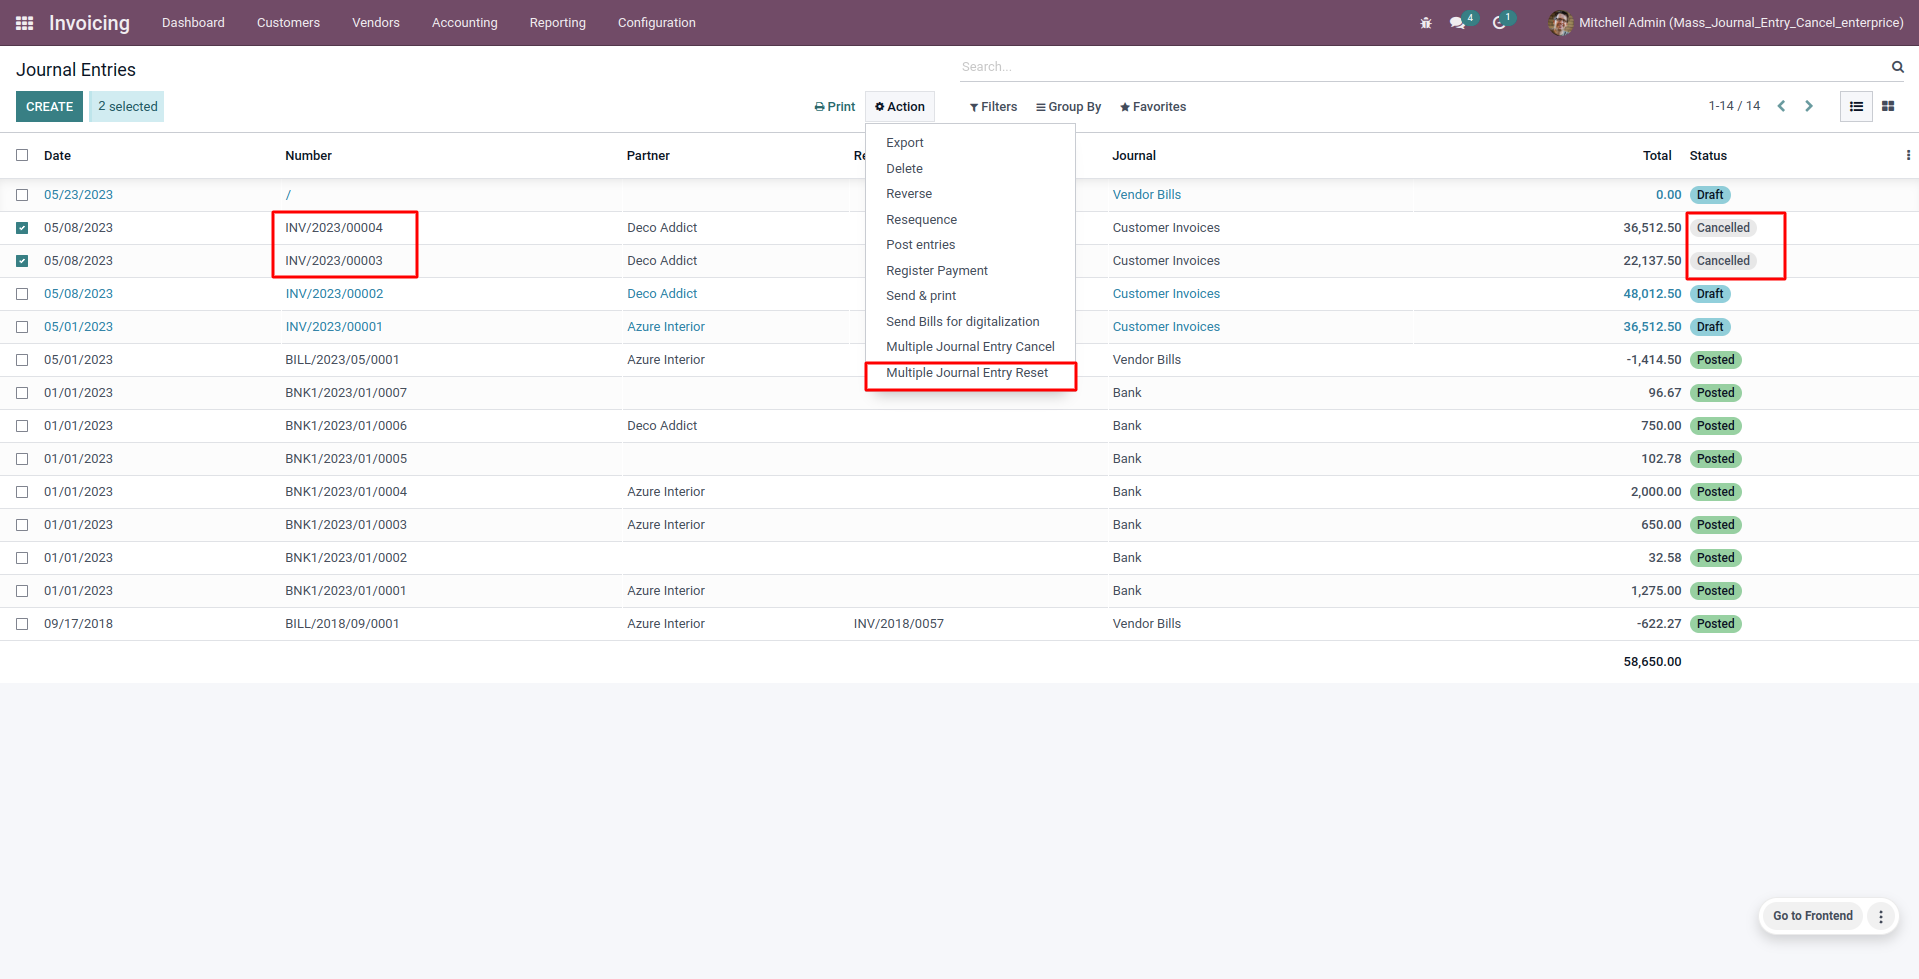 Invoicing Dashboard Customers Vendors Accounting Reporting Configuration 4 1 Mitchell Admin (Mass_Journal_Entry_Cancel_enterprice)
Journal Entries Search...
CREATE 2 selected Print Action Filters Group By Favorites 1-14 / 14
Export
Delete
Reverse
Resequence
Post entries
Register Payment
Send & print
Send Bills for digitalization
Multiple Journal Entry Cancel
Multiple Journal Entry Reset
Date Number Partner Journal Total Status
05/23/2023 / Vendor Bills 0.00 Draft
05/08/2023 INV/2023/00004 Deco Addict Customer Invoices 36,512.50 Cancelled
05/08/2023 INV/2023/00003 Deco Addict Customer Invoices 22,137.50 Cancelled
05/08/2023 INV/2023/00002 Deco Addict Customer Invoices 48,012.50 Draft
05/01/2023 INV/2023/00001 Azure Interior Customer Invoices 36,512.50 Draft
05/01/2023 BILL/2023/05/0001 Azure Interior Vendor Bills -1,414.50 Posted
01/01/2023 BNK1/2023/01/0007 Bank 96.67 Posted
01/01/2023 BNK1/2023/01/0006 Deco Addict Bank 750.00 Posted
01/01/2023 BNK1/2023/01/0005 Bank 102.78 Posted
01/01/2023 BNK1/2023/01/0004 Azure Interior Bank 2,000.00 Posted
01/01/2023 BNK1/2023/01/0003 Azure Interior Bank 650.00 Posted
01/01/2023 BNK1/2023/01/0002 Bank 32.58 Posted
01/01/2023 BNK1/2023/01/0001 Azure Interior Bank 1,275.00 Posted
09/17/2018 BILL/2018/09/0001 Azure Interior INV/2018/0057 Vendor Bills -622.27 Posted
58,650.00
Go to Frontend